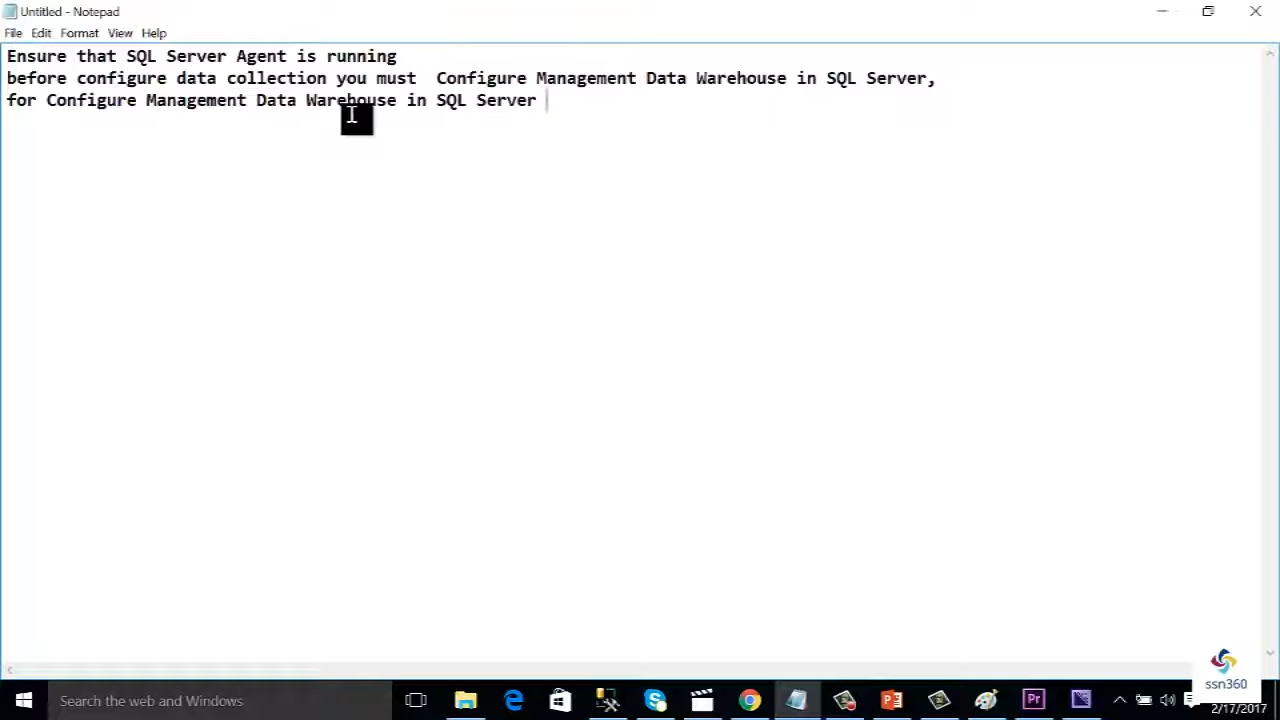 Untitled - Notepad
File Edit Format View Help
Ensure that SQL Server Agent is running
before configure data collection you must  Configure Management Data Warehouse in SQL Server,
for Configure Management Data Warehouse in SQL Server
Search the web and Windows
Pr
ssn360
2/17/2017